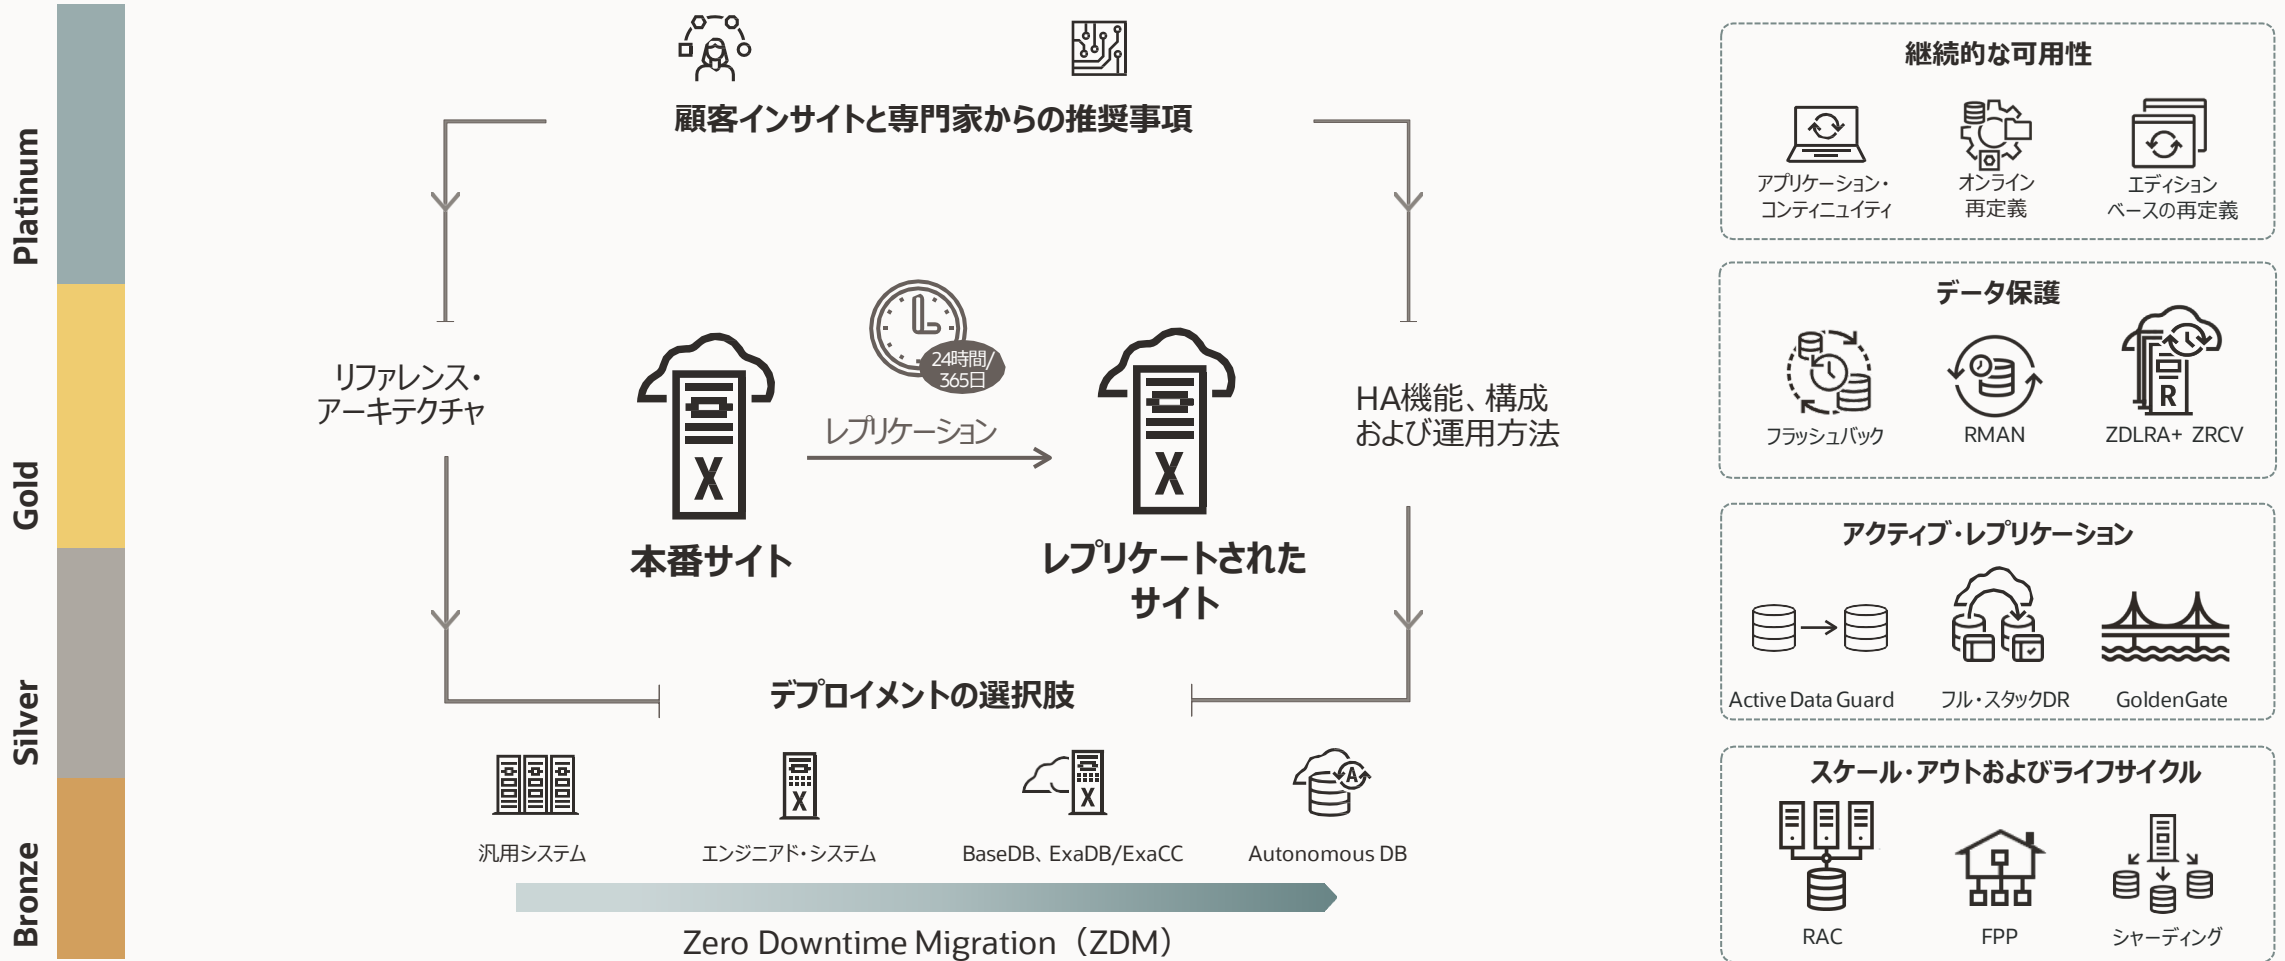 Platinum
Gold
Silver
Bronze
顧客インサイトと専門家からの推奨事項
リファレンス・
アーキテクチャ
24時間/
365日
レプリケーション
X
X
本番サイト
レプリケートされた
サイト
HA機能、構成
および運用方法
デプロイメントの選択肢
X
X
A
汎用システム
エンジニアド・システム
BaseDB、ExaDB/ExaCC
Autonomous DB
Zero Downtime Migration（ZDM）
継続的な可用性
アプリケーション・
コンティニュイティ
オンライン
再定義
エディション
ベースの再定義
データ保護
R
フラッシュバック
RMAN
ZDLRA+ ZRCV
アクティブ・レプリケーション
Active Data Guard
フル・スタックDR
GoldenGate
スケール・アウトおよびライフサイクル
RAC
FPP
シャーディング